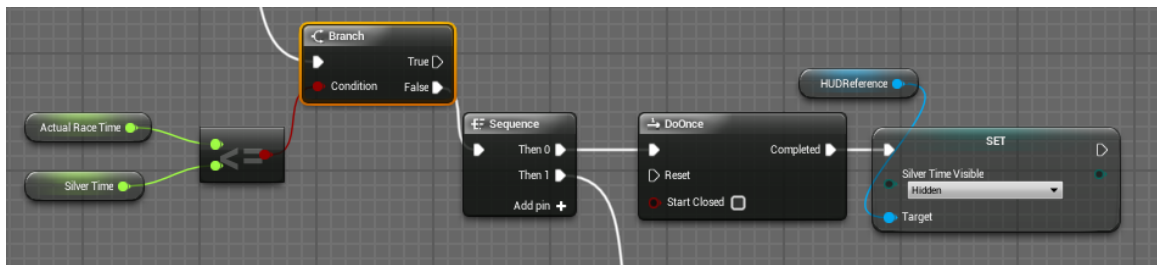 Branch
True
Condition
False
HUDReference
Actual Race Time
<=
Silver Time
Sequence
Then 0
Then 1
Add pin +
DoOnce
Completed
Reset
Start Closed
SET
Silver Time Visible
Hidden
Target